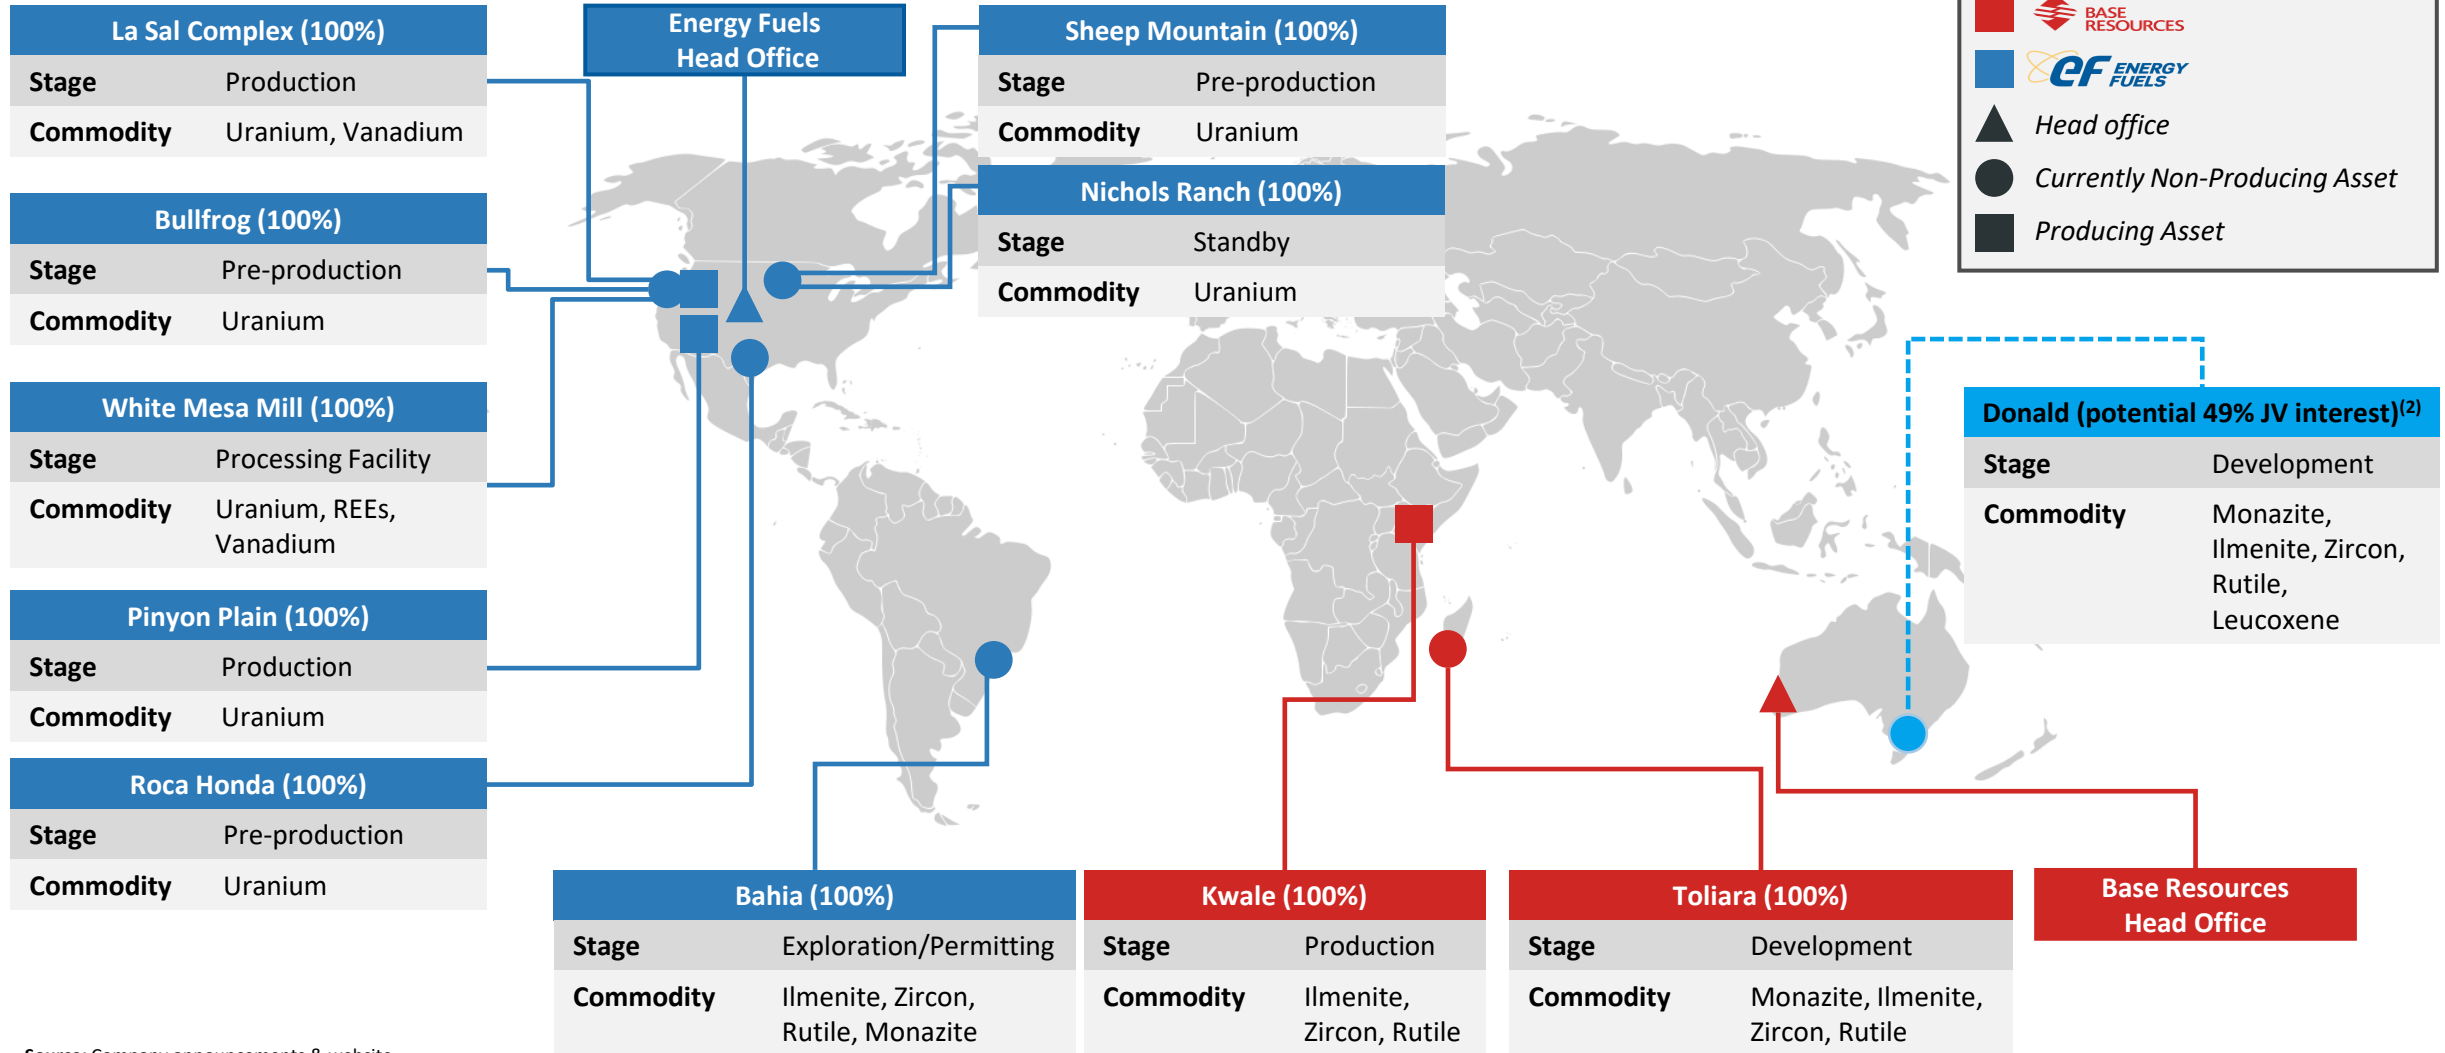 La Sal Complex (100%)
Stage Production
Commodity Uranium, Vanadium
Energy Fuels
Head Office
Sheep Mountain (100%)
Stage Pre-production
Commodity Uranium
BASE
RESOURCES
ef ENERGY
FUELS
Head office
Currently Non-Producing Asset
Producing Asset
Bullfrog (100%)
Stage Pre-production
Commodity Uranium
Nichols Ranch (100%)
Stage Standby
Commodity Uranium
White Mesa Mill (100%)
Stage Processing Facility
Commodity Uranium, REEs,
Vanadium
Donald (potential 49% JV interest)(2)
Stage Development
Commodity Monazite,
Ilmenite, Zircon,
Rutile,
Leucoxene
Pinyon Plain (100%)
Stage Production
Commodity Uranium
Roca Honda (100%)
Stage Pre-production
Commodity Uranium
Bahia (100%)
Stage Exploration/Permitting
Commodity Ilmenite, Zircon,
Rutile, Monazite
Kwale (100%)
Stage Production
Commodity Ilmenite,
Zircon, Rutile
Toliara (100%)
Stage Development
Commodity Monazite, Ilmenite,
Zircon, Rutile
Base Resources
Head Office
Source: Company announcements & website